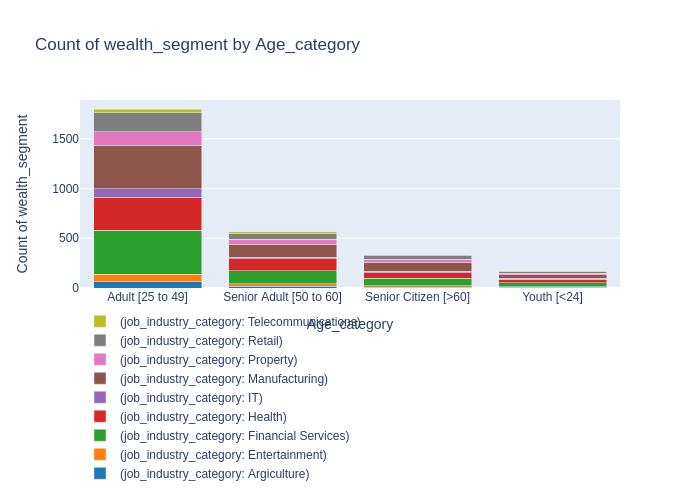 Count of wealth_segment by Age_category
Count of wealth_segment
1500
1000
500
0
Adult [25 to 49]
Senior Adult [50 to 60]
Senior Citizen [>60]
Youth [<24]
Age_category
(job_industry_category: Telecommunications)
(job_industry_category: Retail)
(job_industry_category: Property)
(job_industry_category: Manufacturing)
(job_industry_category: IT)
(job_industry_category: Health)
(job_industry_category: Financial Services)
(job_industry_category: Entertainment)
(job_industry_category: Argiculture)